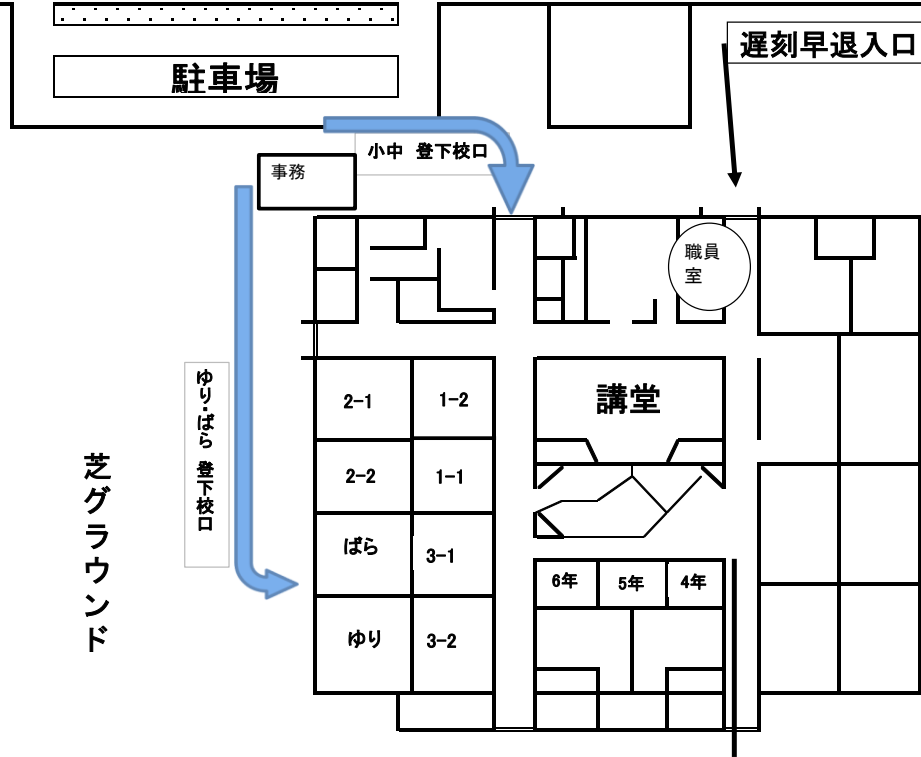 遅刻早退入口
駐車場
小中　登下校口
事務
職員
室
ゆり・ばら　登下校口
芝グラウンド
2-1
1-2
講堂
2-2
1-1
ばら
3-1
6年
5年
4年
ゆり
3-2